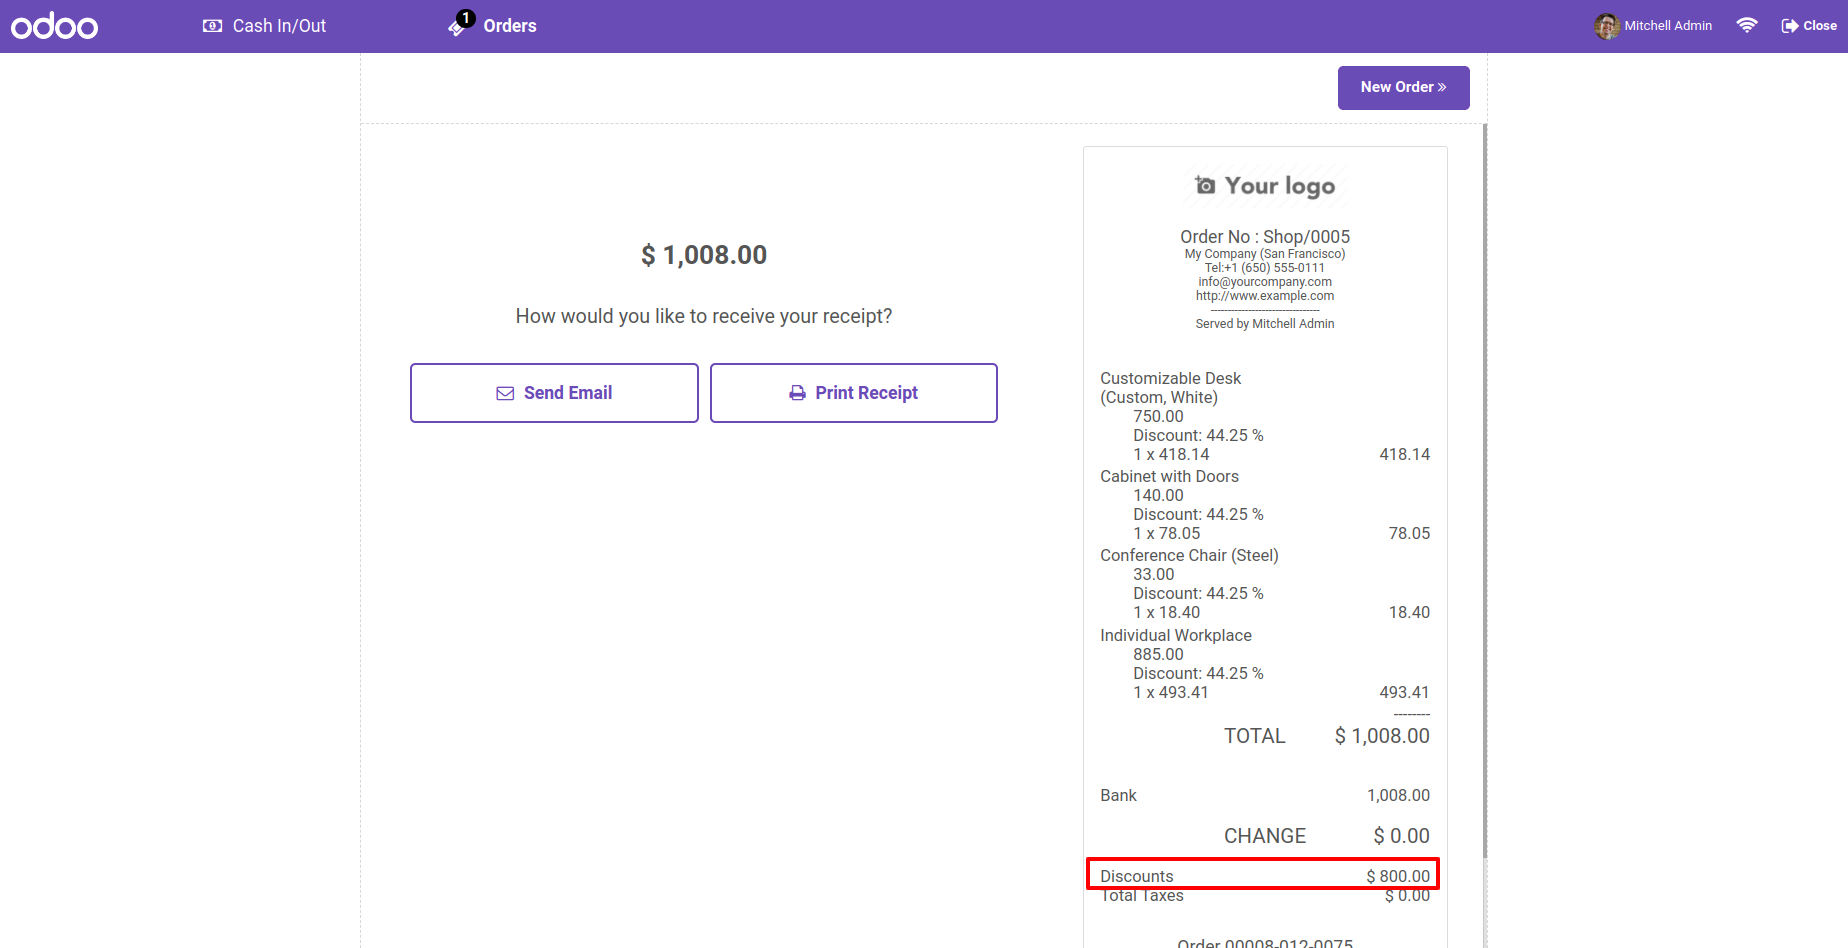 odoo
Cash In/Out
1
Orders
Mitchell Admin
Close
New Order »
$ 1,008.00
How would you like to receive your receipt?
Send Email
Print Receipt
Your logo
Order No : Shop/0005
My Company (San Francisco)
Tel:+1 (650) 555-0111
info@yourcompany.com
http://www.example.com
--------------------------------
Served by Mitchell Admin
Customizable Desk
(Custom, White)
750.00
Discount: 44.25 %
1 x 418.14 418.14
Cabinet with Doors
140.00
Discount: 44.25 %
1 x 78.05 78.05
Conference Chair (Steel)
33.00
Discount: 44.25 %
1 x 18.40 18.40
Individual Workplace
885.00
Discount: 44.25 %
1 x 493.41 493.41
--------
TOTAL $ 1,008.00
Bank 1,008.00
CHANGE $ 0.00
Discounts $ 800.00
Total Taxes $ 0.00
Order 00008-012-0075